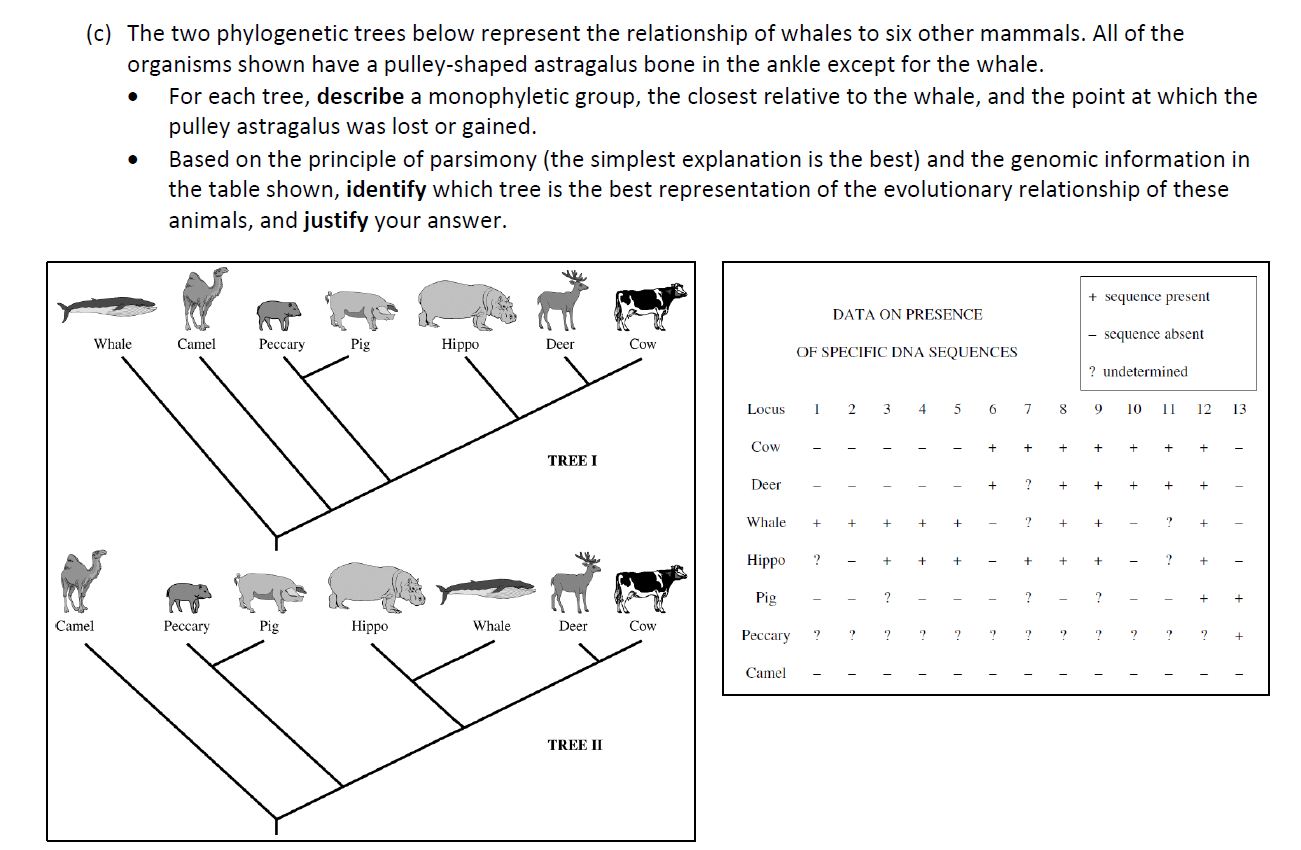 (c) The two phylogenetic trees below represent the relationship of whales to six other mammals. All of the
organisms shown have a pulley-shaped astragalus bone in the ankle except for the whale.
• For each tree, describe a monophyletic group, the closest relative to the whale, and the point at which the
pulley astragalus was lost or gained.
• Based on the principle of parsimony (the simplest explanation is the best) and the genomic information in
the table shown, identify which tree is the best representation of the evolutionary relationship of these
animals, and justify your answer.
Whale Camel Peccary Pig Hippo Deer Cow
TREE I
Camel Peccary Pig Hippo Whale Deer Cow
TREE II
+ sequence present
– sequence absent
? undetermined
DATA ON PRESENCE
OF SPECIFIC DNA SEQUENCES
Locus 1 2 3 4 5 6 7 8 9 10 11 12 13
Cow – – – – – + + + + + + + –
Deer – – – – – + ? + + + + + –
Whale + + + + + – ? + + – ? + –
Hippo ? – + + + – + + + – ? + –
Pig – – ? – – – ? – ? – – + +
Peccary ? ? ? ? ? ? ? ? ? ? ? ? +
Camel – – – – – – – – – – – – –